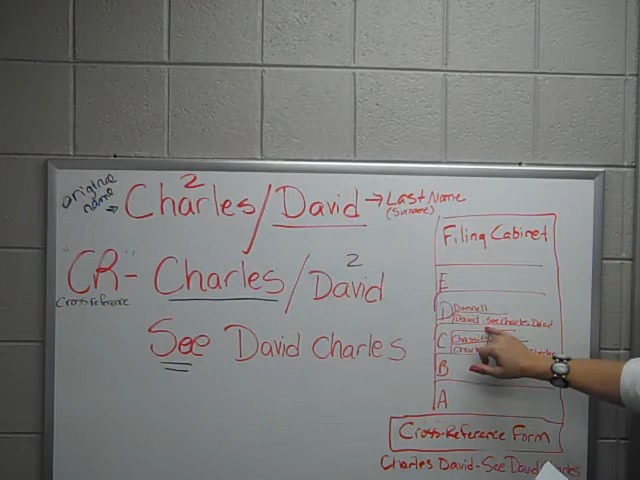 original name → 2
Charles/David → Last Name
(Surname)
"CR" - Charles/David 2
Cross reference
See David Charles
Filing Cabinet
E
D Dannell
David See Charles David
C
B
A
Cross-Reference Form
Charles David-See David Charles